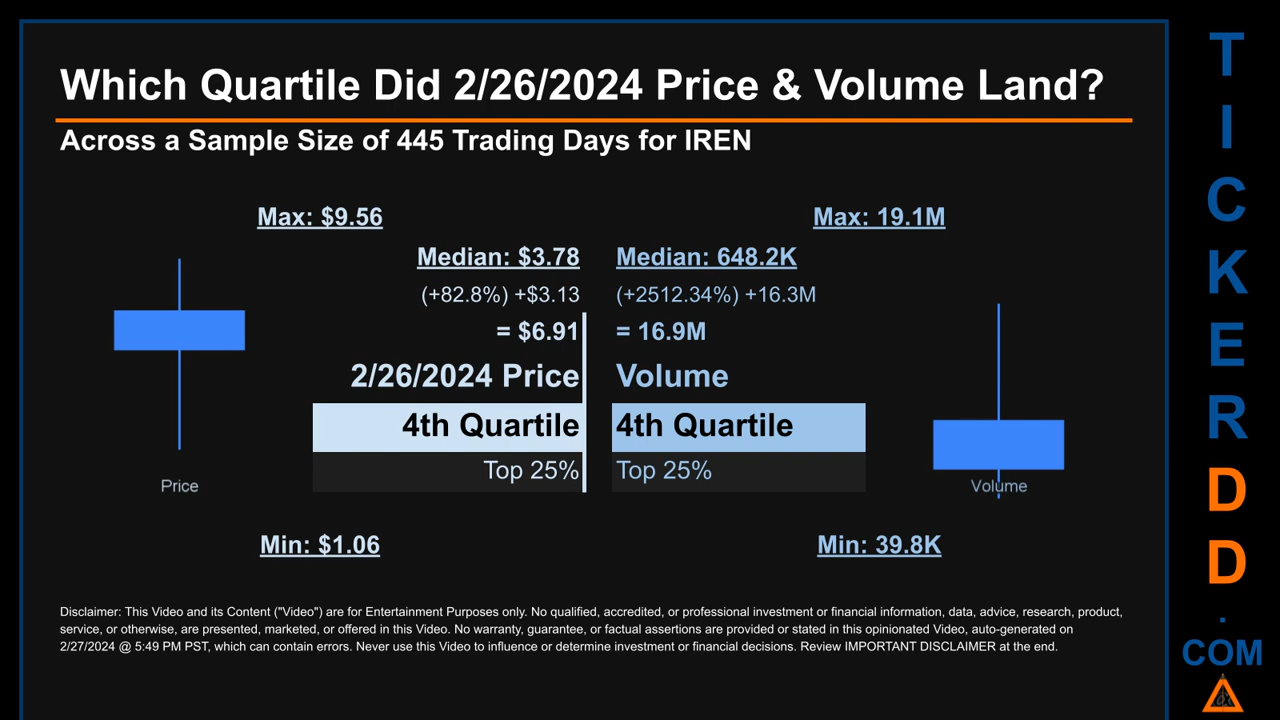 Which Quartile Did 2/26/2024 Price & Volume Land?
Across a Sample Size of 445 Trading Days for IREN
Max: $9.56
Max: 19.1M
Median: $3.78
Median: 648.2K
(+82.8%) +$3.13
(+2512.34%) +16.3M
= $6.91
= 16.9M
2/26/2024 Price
Volume
4th Quartile
4th Quartile
Top 25%
Top 25%
Price
Volume
Min: $1.06
Min: 39.8K
Disclaimer: This Video and its Content ("Video") are for Entertainment Purposes only. No qualified, accredited, or professional investment or financial information, data, advice, research, product,
service, or otherwise, are presented, marketed, or offered in this Video. No warranty, guarantee, or factual assertions are provided or stated in this opinionated Video, auto-generated on
2/27/2024 @ 5:49 PM PST, which can contain errors. Never use this Video to influence or determine investment or financial decisions. Review IMPORTANT DISCLAIMER at the end.
T
I
C
K
E
R
D
D
.
COM